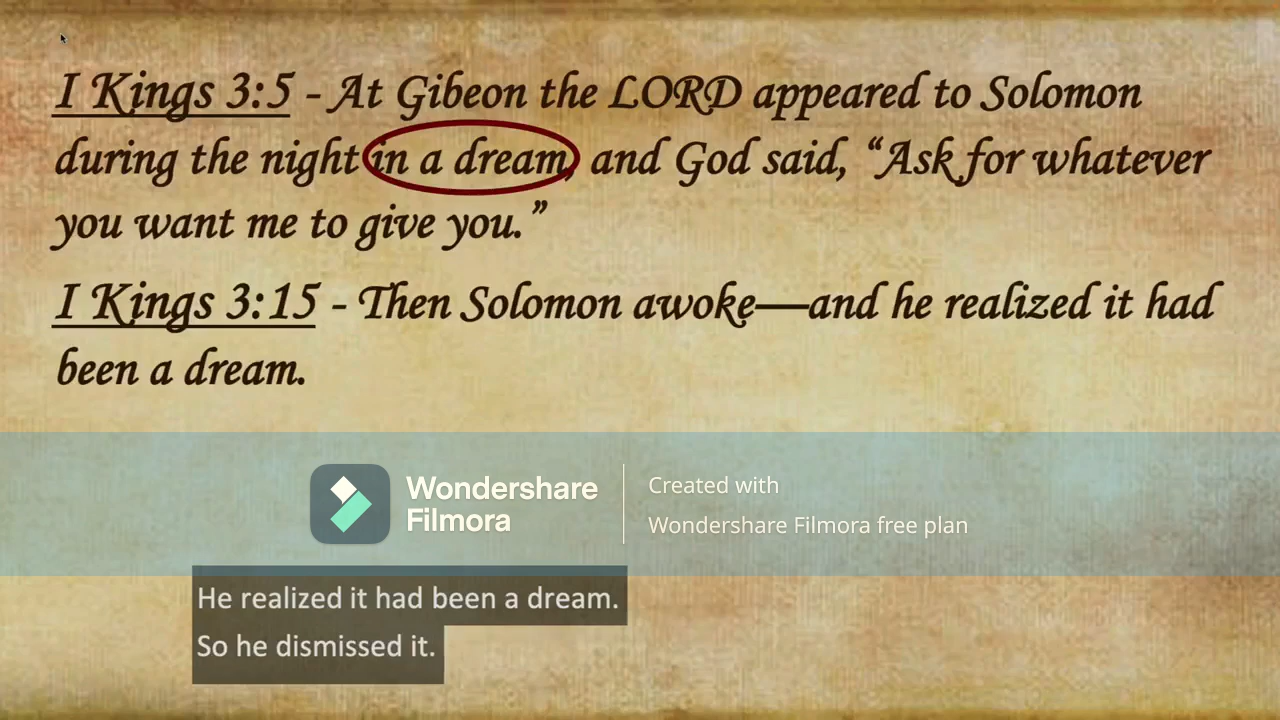 I Kings 3:5 - At Gibeon the LORD appeared to Solomon
during the night in a dream, and God said, “Ask for whatever
you want me to give you.”
I Kings 3:15 - Then Solomon awoke—and he realized it had
been a dream.
Wondershare
Filmora
Created with
Wondershare Filmora free plan
He realized it had been a dream.
So he dismissed it.